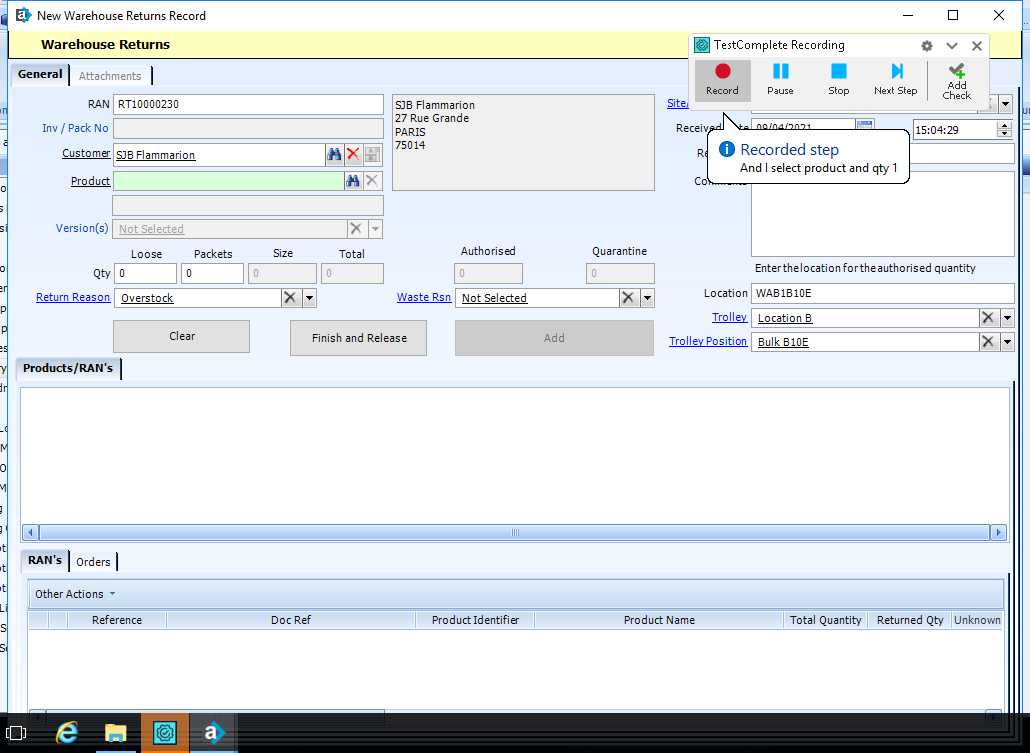 New Warehouse Returns Record
Warehouse Returns
TestComplete Recording
Record
Pause
Stop
Next Step
Add
Check
General
Attachments
RAN
RT10000230
SJB Flammarion
27 Rue Grande
PARIS
75014
Site/
Inv / Pack No
Received
09/04/2021
15:04:29
Customer
SJB Flammarion
Recorded step
And I select product and qty 1
Product
Version(s)
Not Selected
Loose
Packets
Size
Total
Authorised
Quarantine
Qty
0
0
0
0
0
0
Enter the location for the authorised quantity
Return Reason
Overstock
Waste Rsn
Not Selected
Location
WAB1B10E
Trolley
Location B
Clear
Finish and Release
Add
Trolley Position
Bulk B10E
Products/RAN's
RAN's
Orders
Other Actions
Reference
Doc Ref
Product Identifier
Product Name
Total Quantity
Returned Qty
Unknown